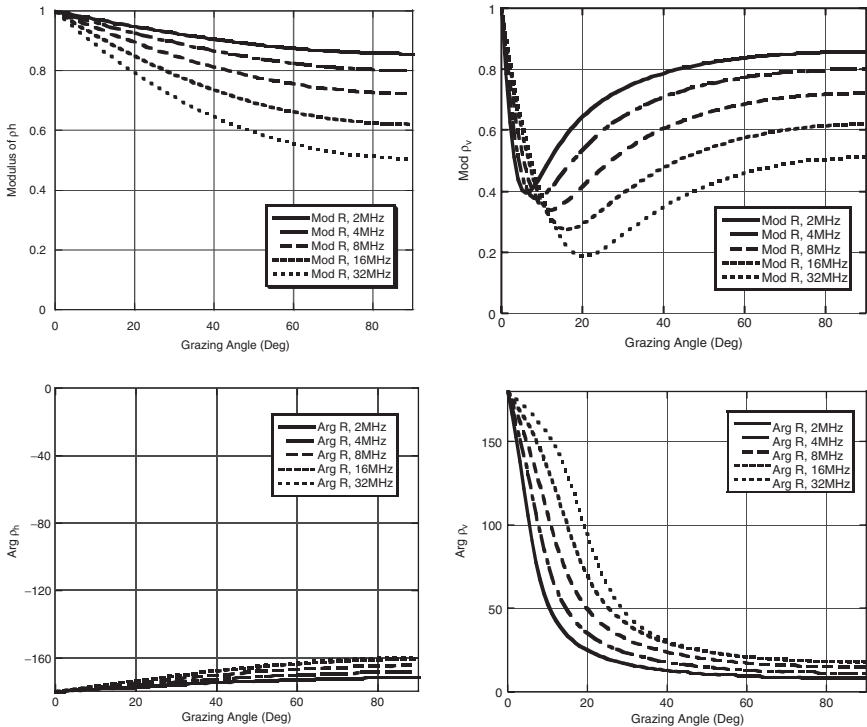 1
0.8
0.6
0.4
0.2
0
Modulus of ρh
Mod R, 2MHz
Mod R, 4MHz
Mod R, 8MHz
Mod R, 16MHz
Mod R, 32MHz
0 20 40 60 80
Grazing Angle (Deg)
1
0.8
0.6
0.4
0.2
0
Mod ρv
Mod R, 2MHz
Mod R, 4MHz
Mod R, 8MHz
Mod R, 16MHz
Mod R, 32MHz
0 20 40 60 80
Grazing Angle (Deg)
0
−40
−80
−120
−160
Arg ρh
Arg R, 2MHz
Arg R, 4MHz
Arg R, 8MHz
Arg R, 16MHz
Arg R, 32MHz
0 20 40 60 80
Grazing Angle (Deg)
150
100
50
0
Arg ρv
Arg R, 2MHz
Arg R, 4MHz
Arg R, 8MHz
Arg R, 16MHz
Arg R, 32MHz
0 20 40 60 80
Grazing Angle (Deg)